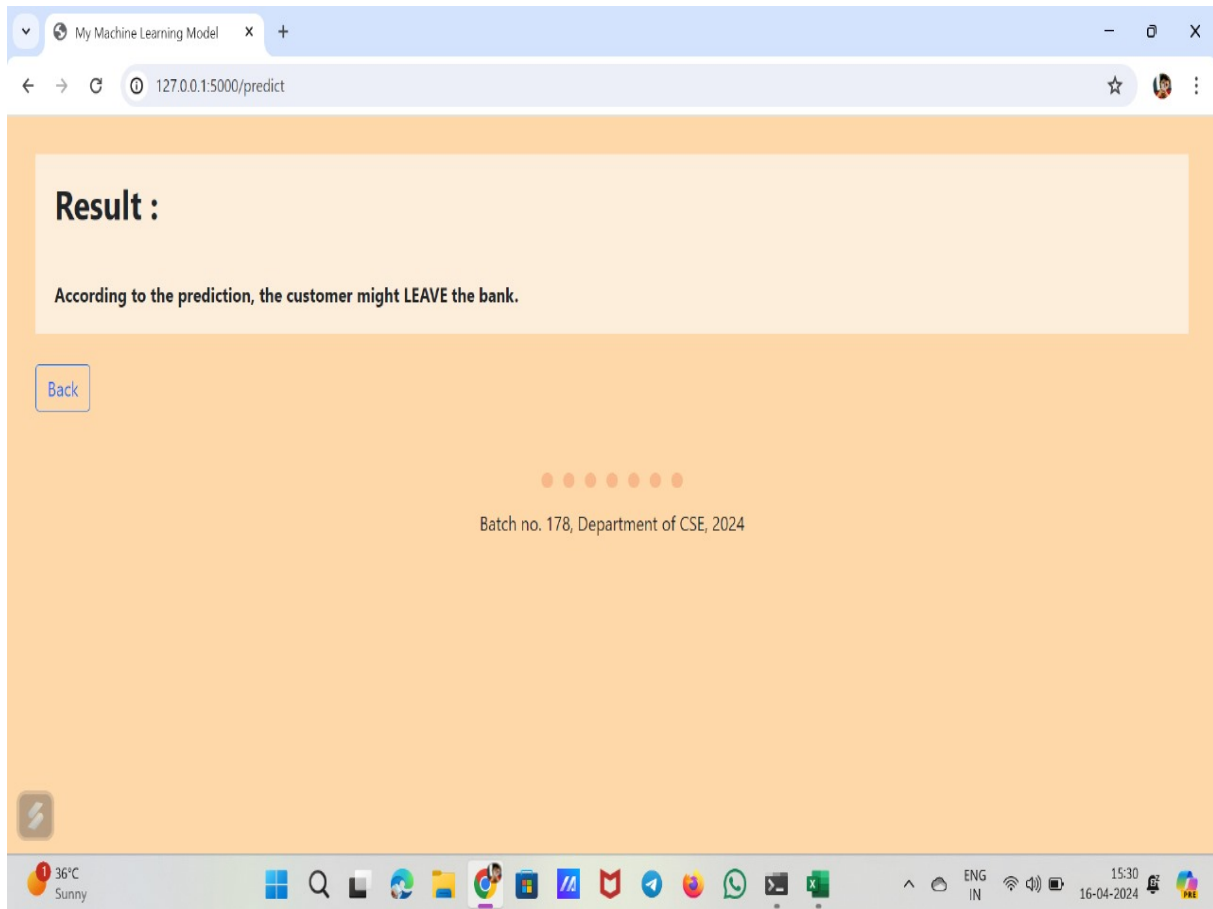 My Machine Learning Model
127.0.0.1:5000/predict
Result :
According to the prediction, the customer might LEAVE the bank.
Back
Batch no. 178, Department of CSE, 2024
1
36°C
Sunny
ENG
IN
15:30
16-04-2024
PRE